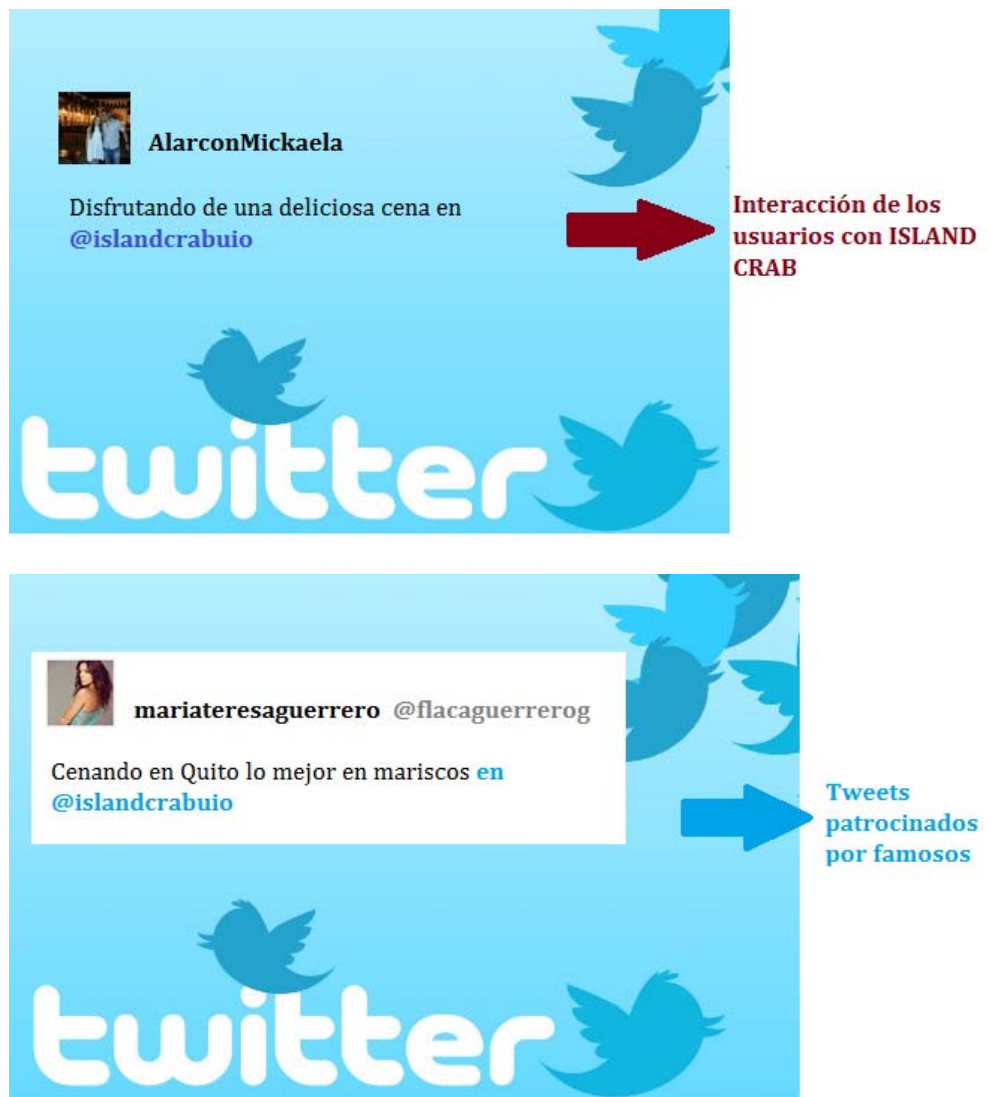 AlarconMickaela
Disfrutando de una deliciosa cena en
@islandcrabuio
Interacción de los
usuarios con ISLAND
CRAB
twitter
mariateresaguerrero @flacaguerrerog
Cenando en Quito lo mejor en mariscos en
@islandcrabuio
Tweets
patrocinados
por famosos
twitter